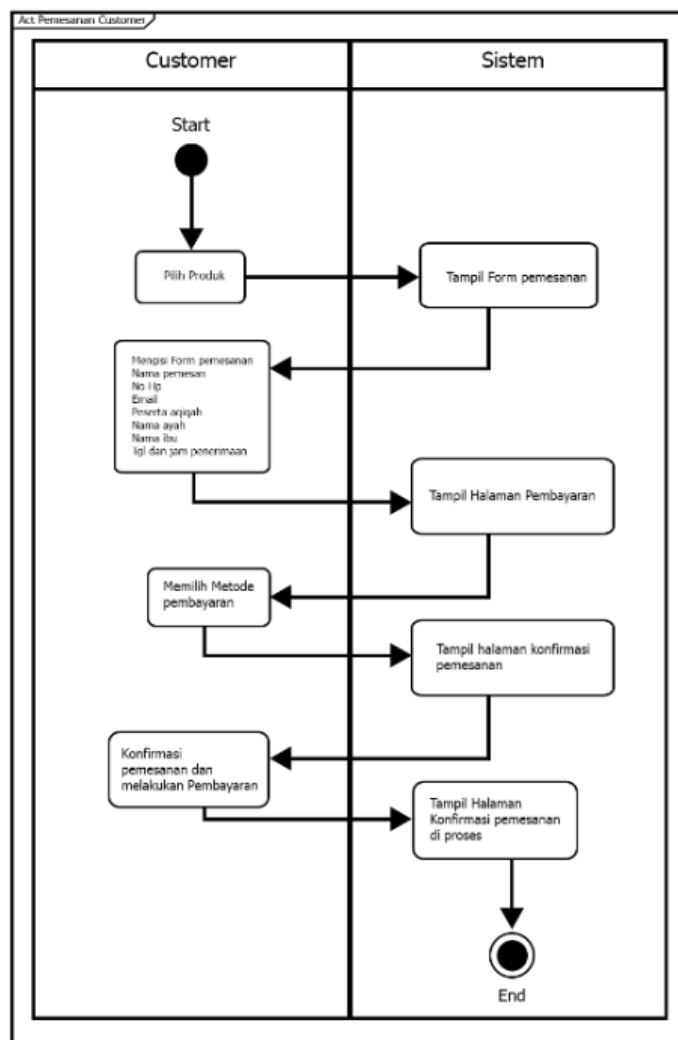 Act Pemesanan Customer
Customer
Sistem
Start
Pilih Produk
Tampil Form pemesanan
Mengisi Form pemesanan
Nama pemesan
No Hp
Email
Peserta aqiqah
Nama ayah
Nama ibu
Tgl dan jam penerimaan
Tampil Halaman Pembayaran
Memilih Metode
pembayaran
Tampil halaman konfirmasi
pemesanan
Konfirmasi
pemesanan dan
melakukan Pembayaran
Tampil Halaman
Konfirmasi pemesanan
di proses
End